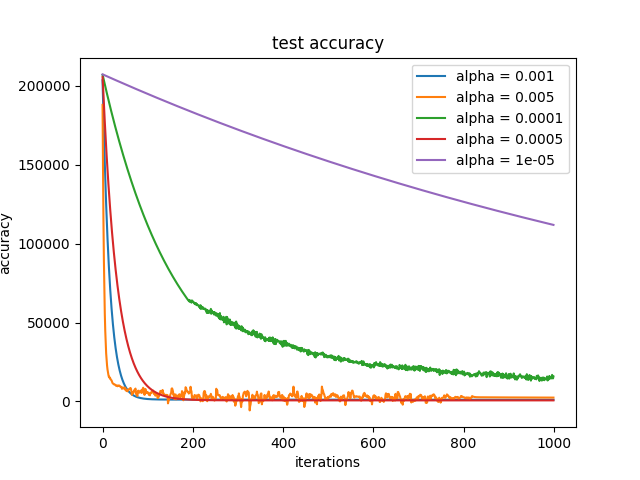 test accuracy
alpha = 0.001
alpha = 0.005
alpha = 0.0001
alpha = 0.0005
alpha = 1e-05
accuracy
200000
150000
100000
50000
0
0 200 400 600 800 1000
iterations